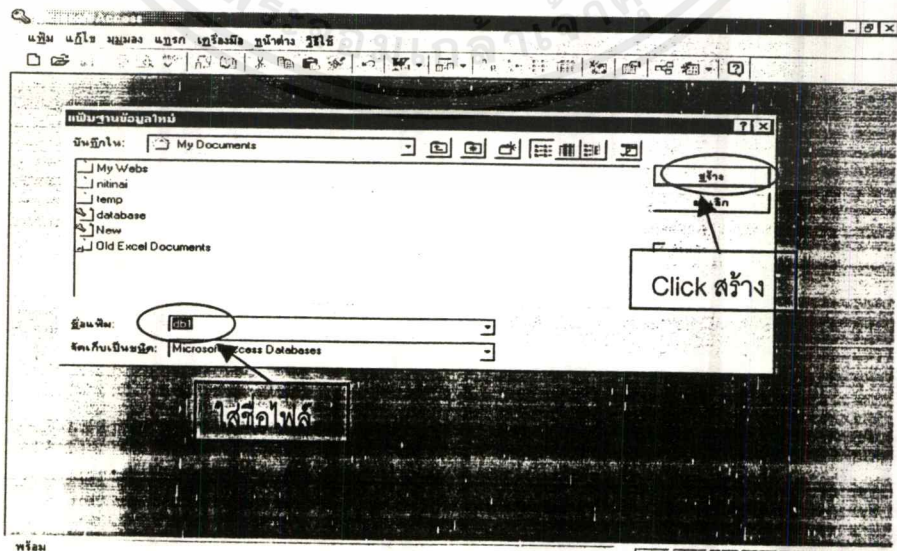 Access
แฟ้ม แก้ไข มุมมอง แทรก เครื่องมือ หน้าต่าง วิธีใช้
แฟ้มฐานข้อมูลใหม่
บันทึกใน: My Documents
My Webs
nitinai
temp
database
New
Old Excel Documents
สร้าง
Click สร้าง
ชื่อแฟ้ม: db1
จัดเก็บเป็นชนิด: Microsoft Access Databases
ใส่ชื่อไฟล์
พร้อม